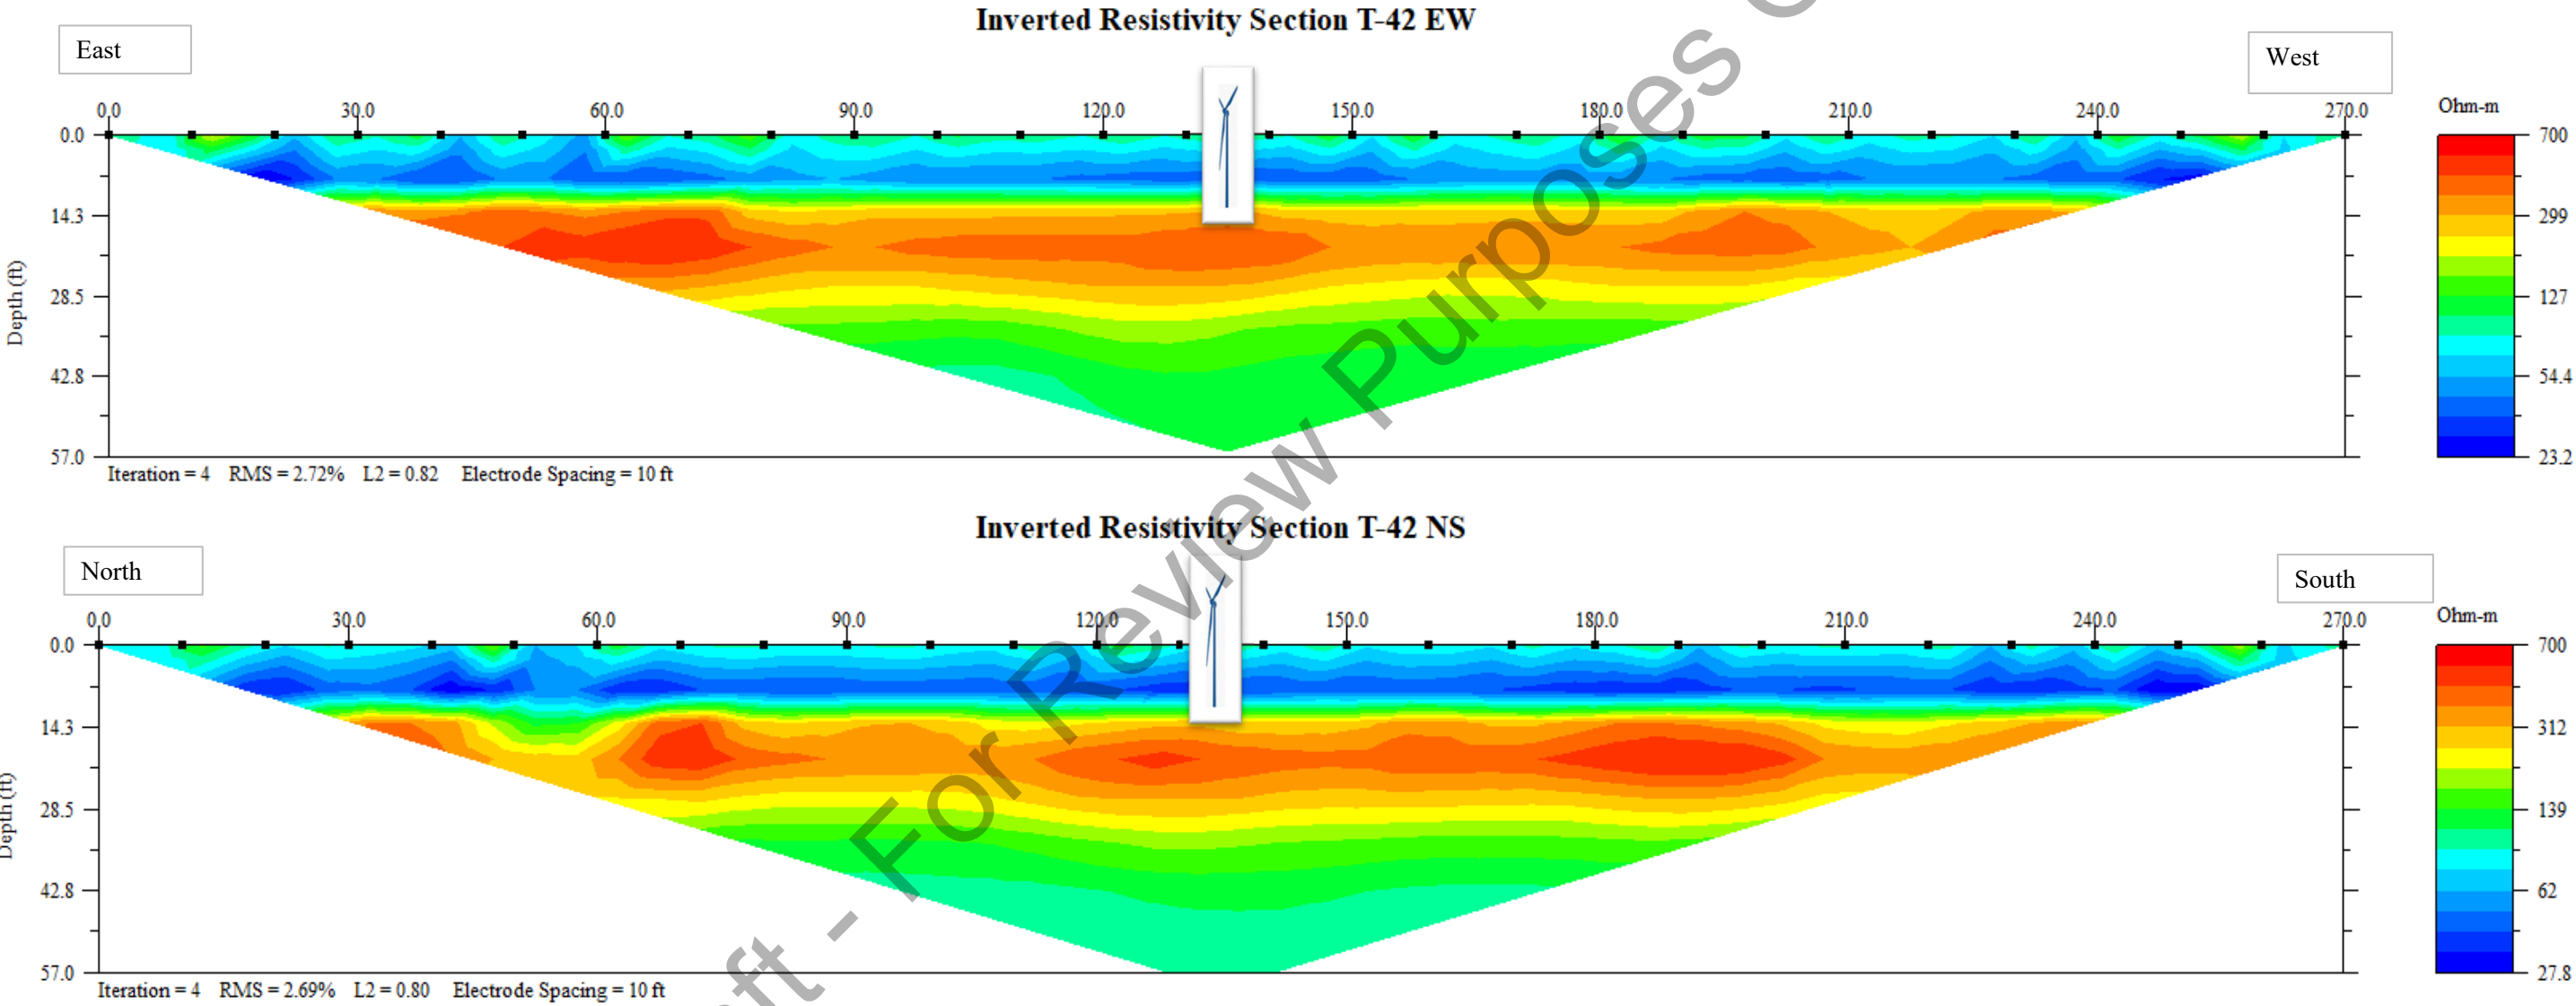 Inverted Resistivity Section T-42 EW
East
West
0.0 30.0 60.0 90.0 120.0 150.0 180.0 210.0 240.0 270.0
Ohm-m
0.0
14.3
28.5
42.8
57.0
Depth (ft)
700
299
127
54.4
23.2
Iteration = 4 RMS = 2.72% L2 = 0.82 Electrode Spacing = 10 ft
Inverted Resistivity Section T-42 NS
North
South
0.0 30.0 60.0 90.0 120.0 150.0 180.0 210.0 240.0 270.0
Ohm-m
0.0
14.3
28.5
42.8
57.0
Depth (ft)
700
312
139
62
27.8
Iteration = 4 RMS = 2.69% L2 = 0.80 Electrode Spacing = 10 ft
- For Review Purposes